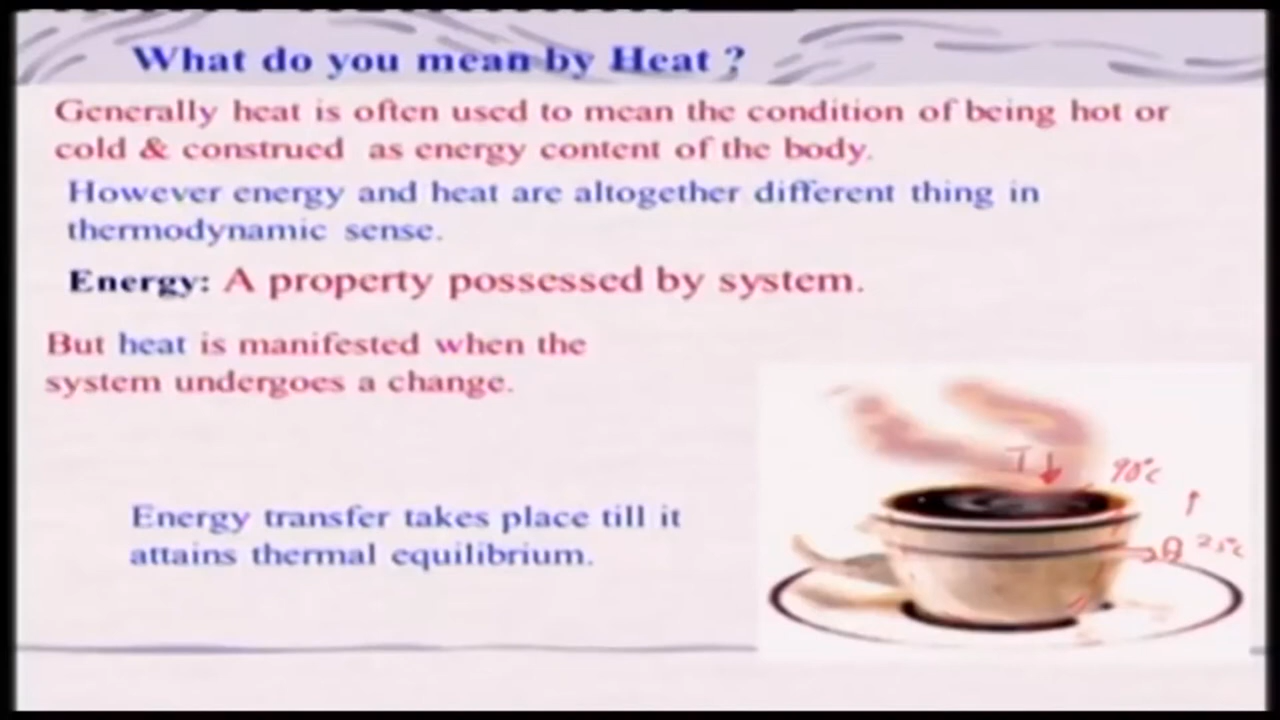 What do you mean by Heat ?
Generally heat is often used to mean the condition of being hot or
cold & construed as energy content of the body.
However energy and heat are altogether different thing in
thermodynamic sense.
Energy: A property possessed by system.
But heat is manifested when the
system undergoes a change.
T↓ 90°C
Q 25°C
Energy transfer takes place till it
attains thermal equilibrium.